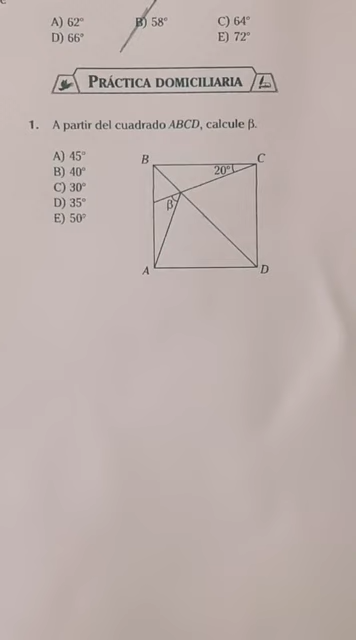 A) 62° B) 58° C) 64°
D) 66° E) 72°
PRÁCTICA DOMICILIARIA
1. A partir del cuadrado ABCD, calcule β.
A) 45°
B) 40°
C) 30°
D) 35°
E) 50°
B C
20°
β
A D